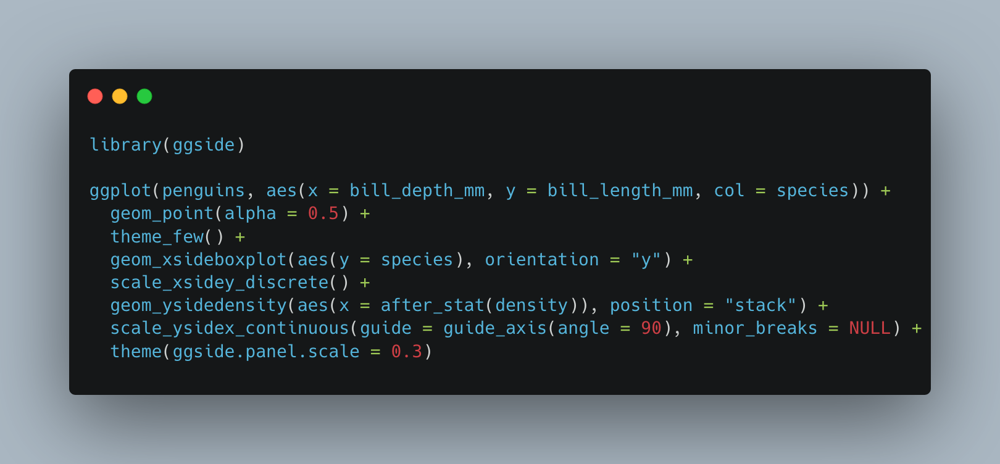 library(ggside)

ggplot(penguins, aes(x = bill_depth_mm, y = bill_length_mm, col = species)) +
  geom_point(alpha = 0.5) +
  theme_few() +
  geom_xsideboxplot(aes(y = species), orientation = "y") +
  scale_xsidey_discrete() +
  geom_ysidedensity(aes(x = after_stat(density)), position = "stack") +
  scale_ysidex_continuous(guide = guide_axis(angle = 90), minor_breaks = NULL) +
  theme(ggside.panel.scale = 0.3)